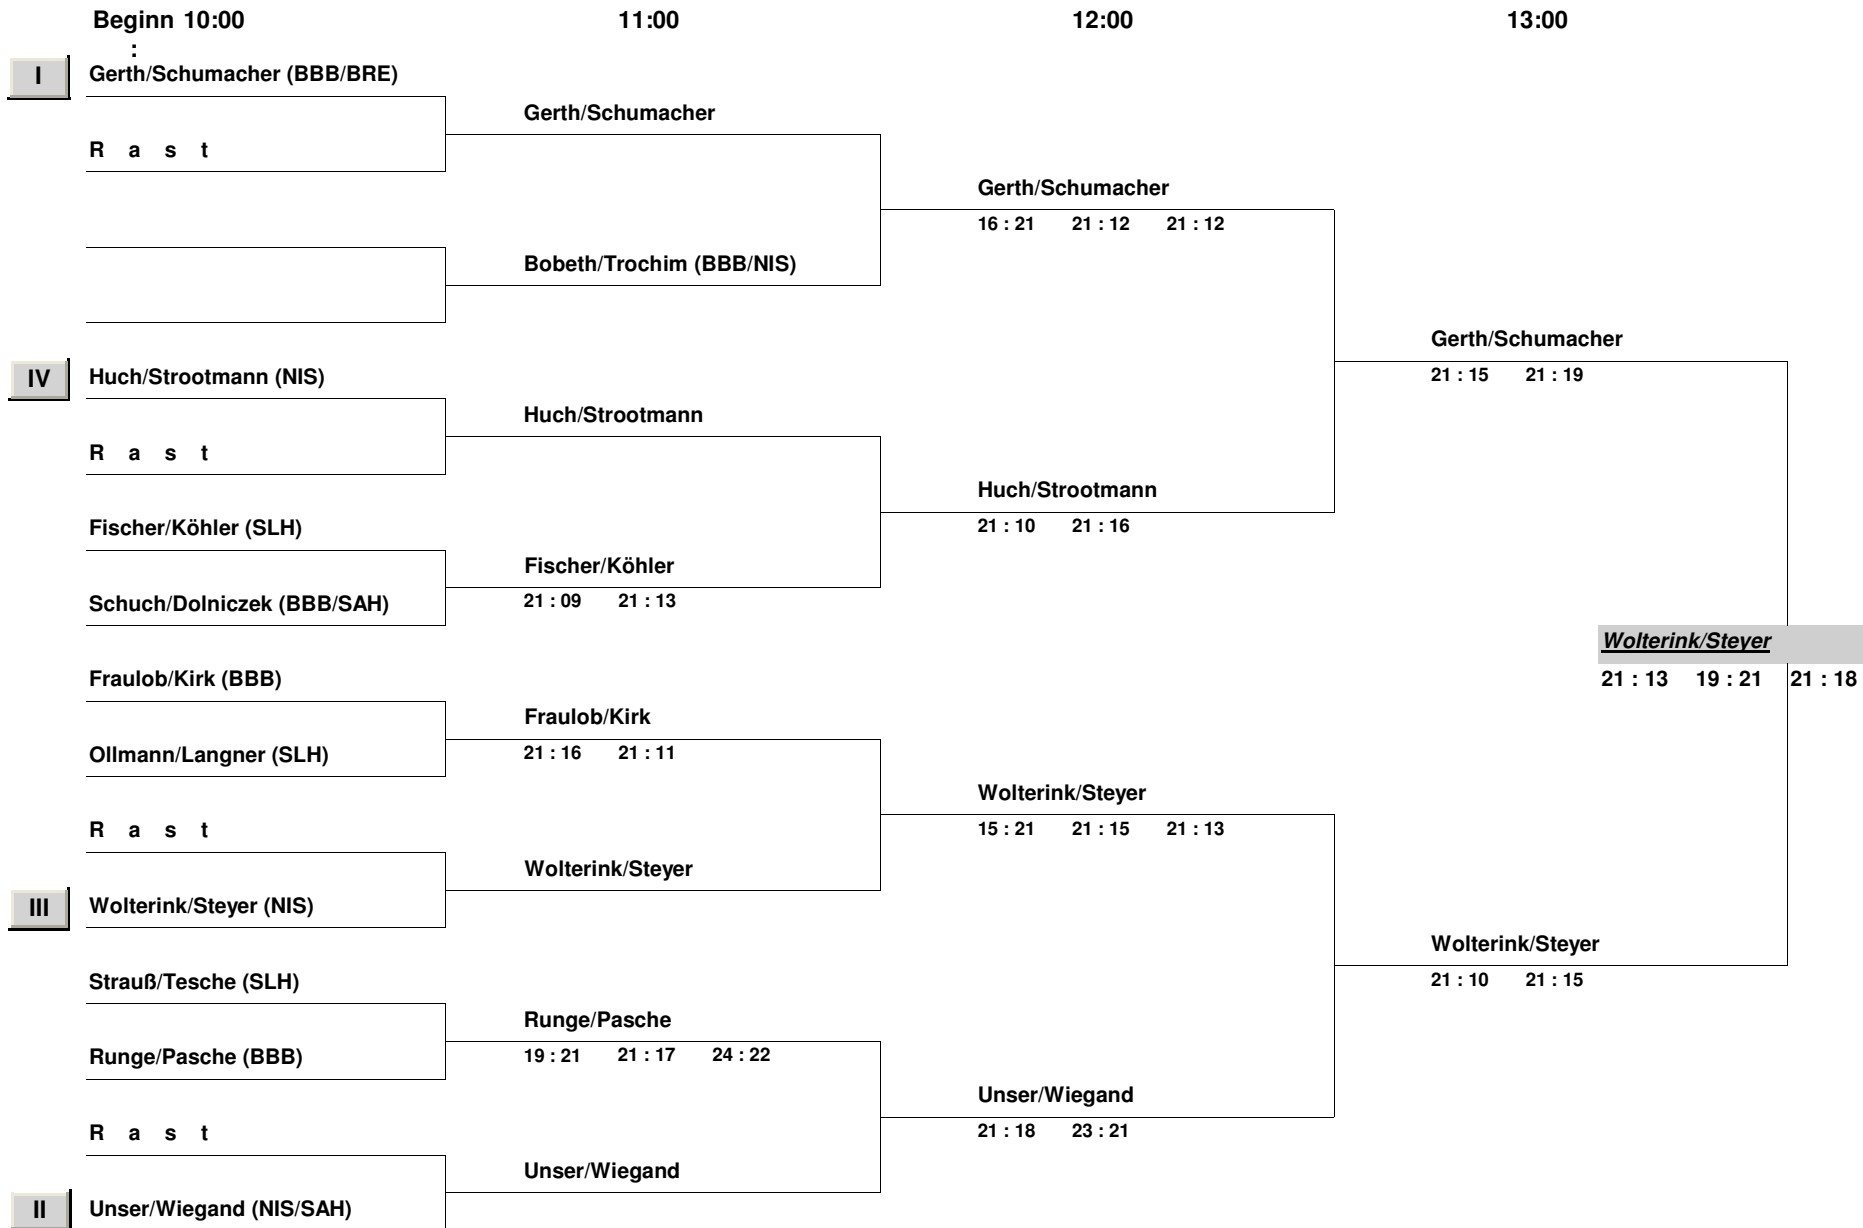 Beginn 10:00 11:00 12:00 13:00
:
I Gerth/Schumacher (BBB/BRE)
Gerth/Schumacher
R a s t
Gerth/Schumacher
16 : 21 21 : 12 21 : 12
Bobeth/Trochim (BBB/NIS)
Gerth/Schumacher
IV Huch/Strootmann (NIS)
21 : 15 21 : 19
Huch/Strootmann
R a s t
Huch/Strootmann
Fischer/Köhler (SLH)
21 : 10 21 : 16
Fischer/Köhler
Schuch/Dolniczek (BBB/SAH)
21 : 09 21 : 13
Wolterink/Steyer
Fraulob/Kirk (BBB)
21 : 13 19 : 21 21 : 18
Fraulob/Kirk
Ollmann/Langner (SLH)
21 : 16 21 : 11
Wolterink/Steyer
R a s t
15 : 21 21 : 15 21 : 13
Wolterink/Steyer
III Wolterink/Steyer (NIS)
Wolterink/Steyer
Strauß/Tesche (SLH)
21 : 10 21 : 15
Runge/Pasche
Runge/Pasche (BBB)
19 : 21 21 : 17 24 : 22
Unser/Wiegand
R a s t
21 : 18 23 : 21
Unser/Wiegand
II Unser/Wiegand (NIS/SAH)